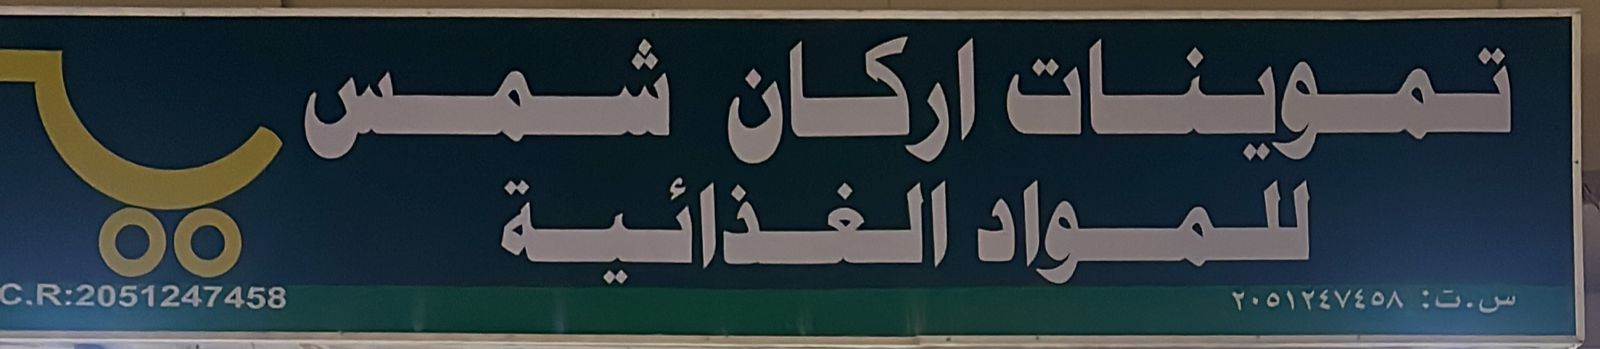 تموينات اركان شمس
للمواد الغذائية
س.ت: ٢٠٥١٢٤٧٤٥٨
C.R:2051247458